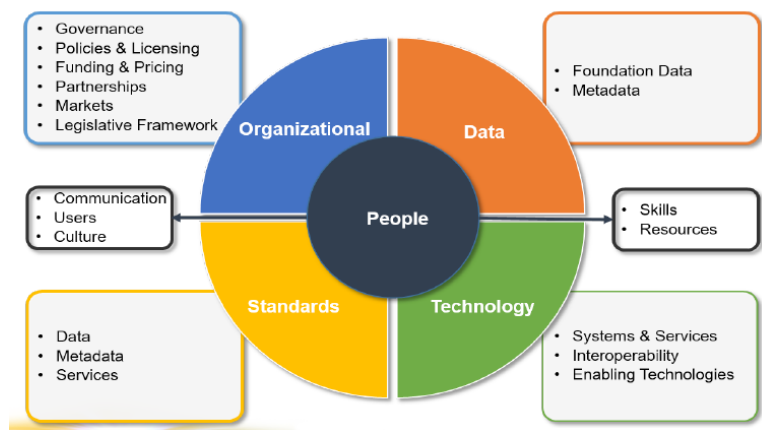 Governance
Policies & Licensing
Funding & Pricing
Partnerships
Markets
Legislative Framework
Organizational
Data
Foundation Data
Metadata
Communication
Users
Culture
People
Skills
Resources
Standards
Technology
Data
Metadata
Services
Systems & Services
Interoperability
Enabling Technologies